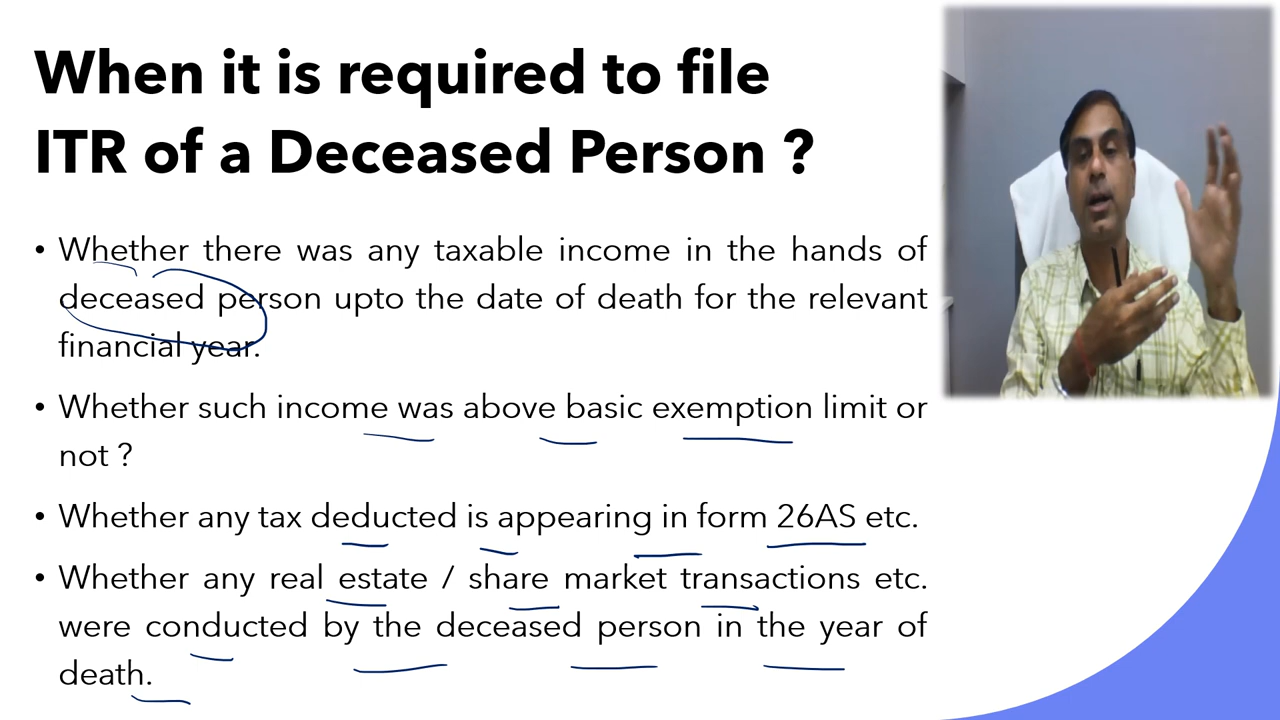 When it is required to file
ITR of a Deceased Person ?
• Whether there was any taxable income in the hands of
deceased person upto the date of death for the relevant
financial year.
• Whether such income was above basic exemption limit or
not ?
• Whether any tax deducted is appearing in form 26AS etc.
• Whether any real estate / share market transactions etc.
were conducted by the deceased person in the year of
death.